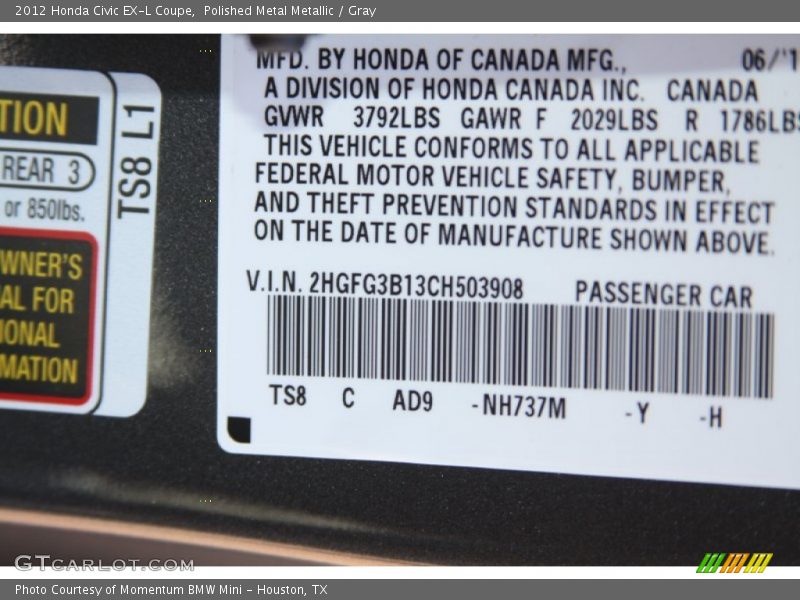 2012 Honda Civic EX-L Coupe, Polished Metal Metallic / Gray
MFD. BY HONDA OF CANADA MFG., 06/'1
A DIVISION OF HONDA CANADA INC. CANADA
GVWR 3792LBS GAWR F 2029LBS R 1786LBS
THIS VEHICLE CONFORMS TO ALL APPLICABLE
FEDERAL MOTOR VEHICLE SAFETY, BUMPER,
AND THEFT PREVENTION STANDARDS IN EFFECT
ON THE DATE OF MANUFACTURE SHOWN ABOVE.
V.I.N. 2HGFG3B13CH503908 PASSENGER CAR
TS8 C AD9 -NH737M -Y -H
TION
REAR 3
or 850lbs.
WNER'S
AL FOR
IONAL
MATION
TS8 L1
GTCARLOT.COM
Photo Courtesy of Momentum BMW Mini - Houston, TX